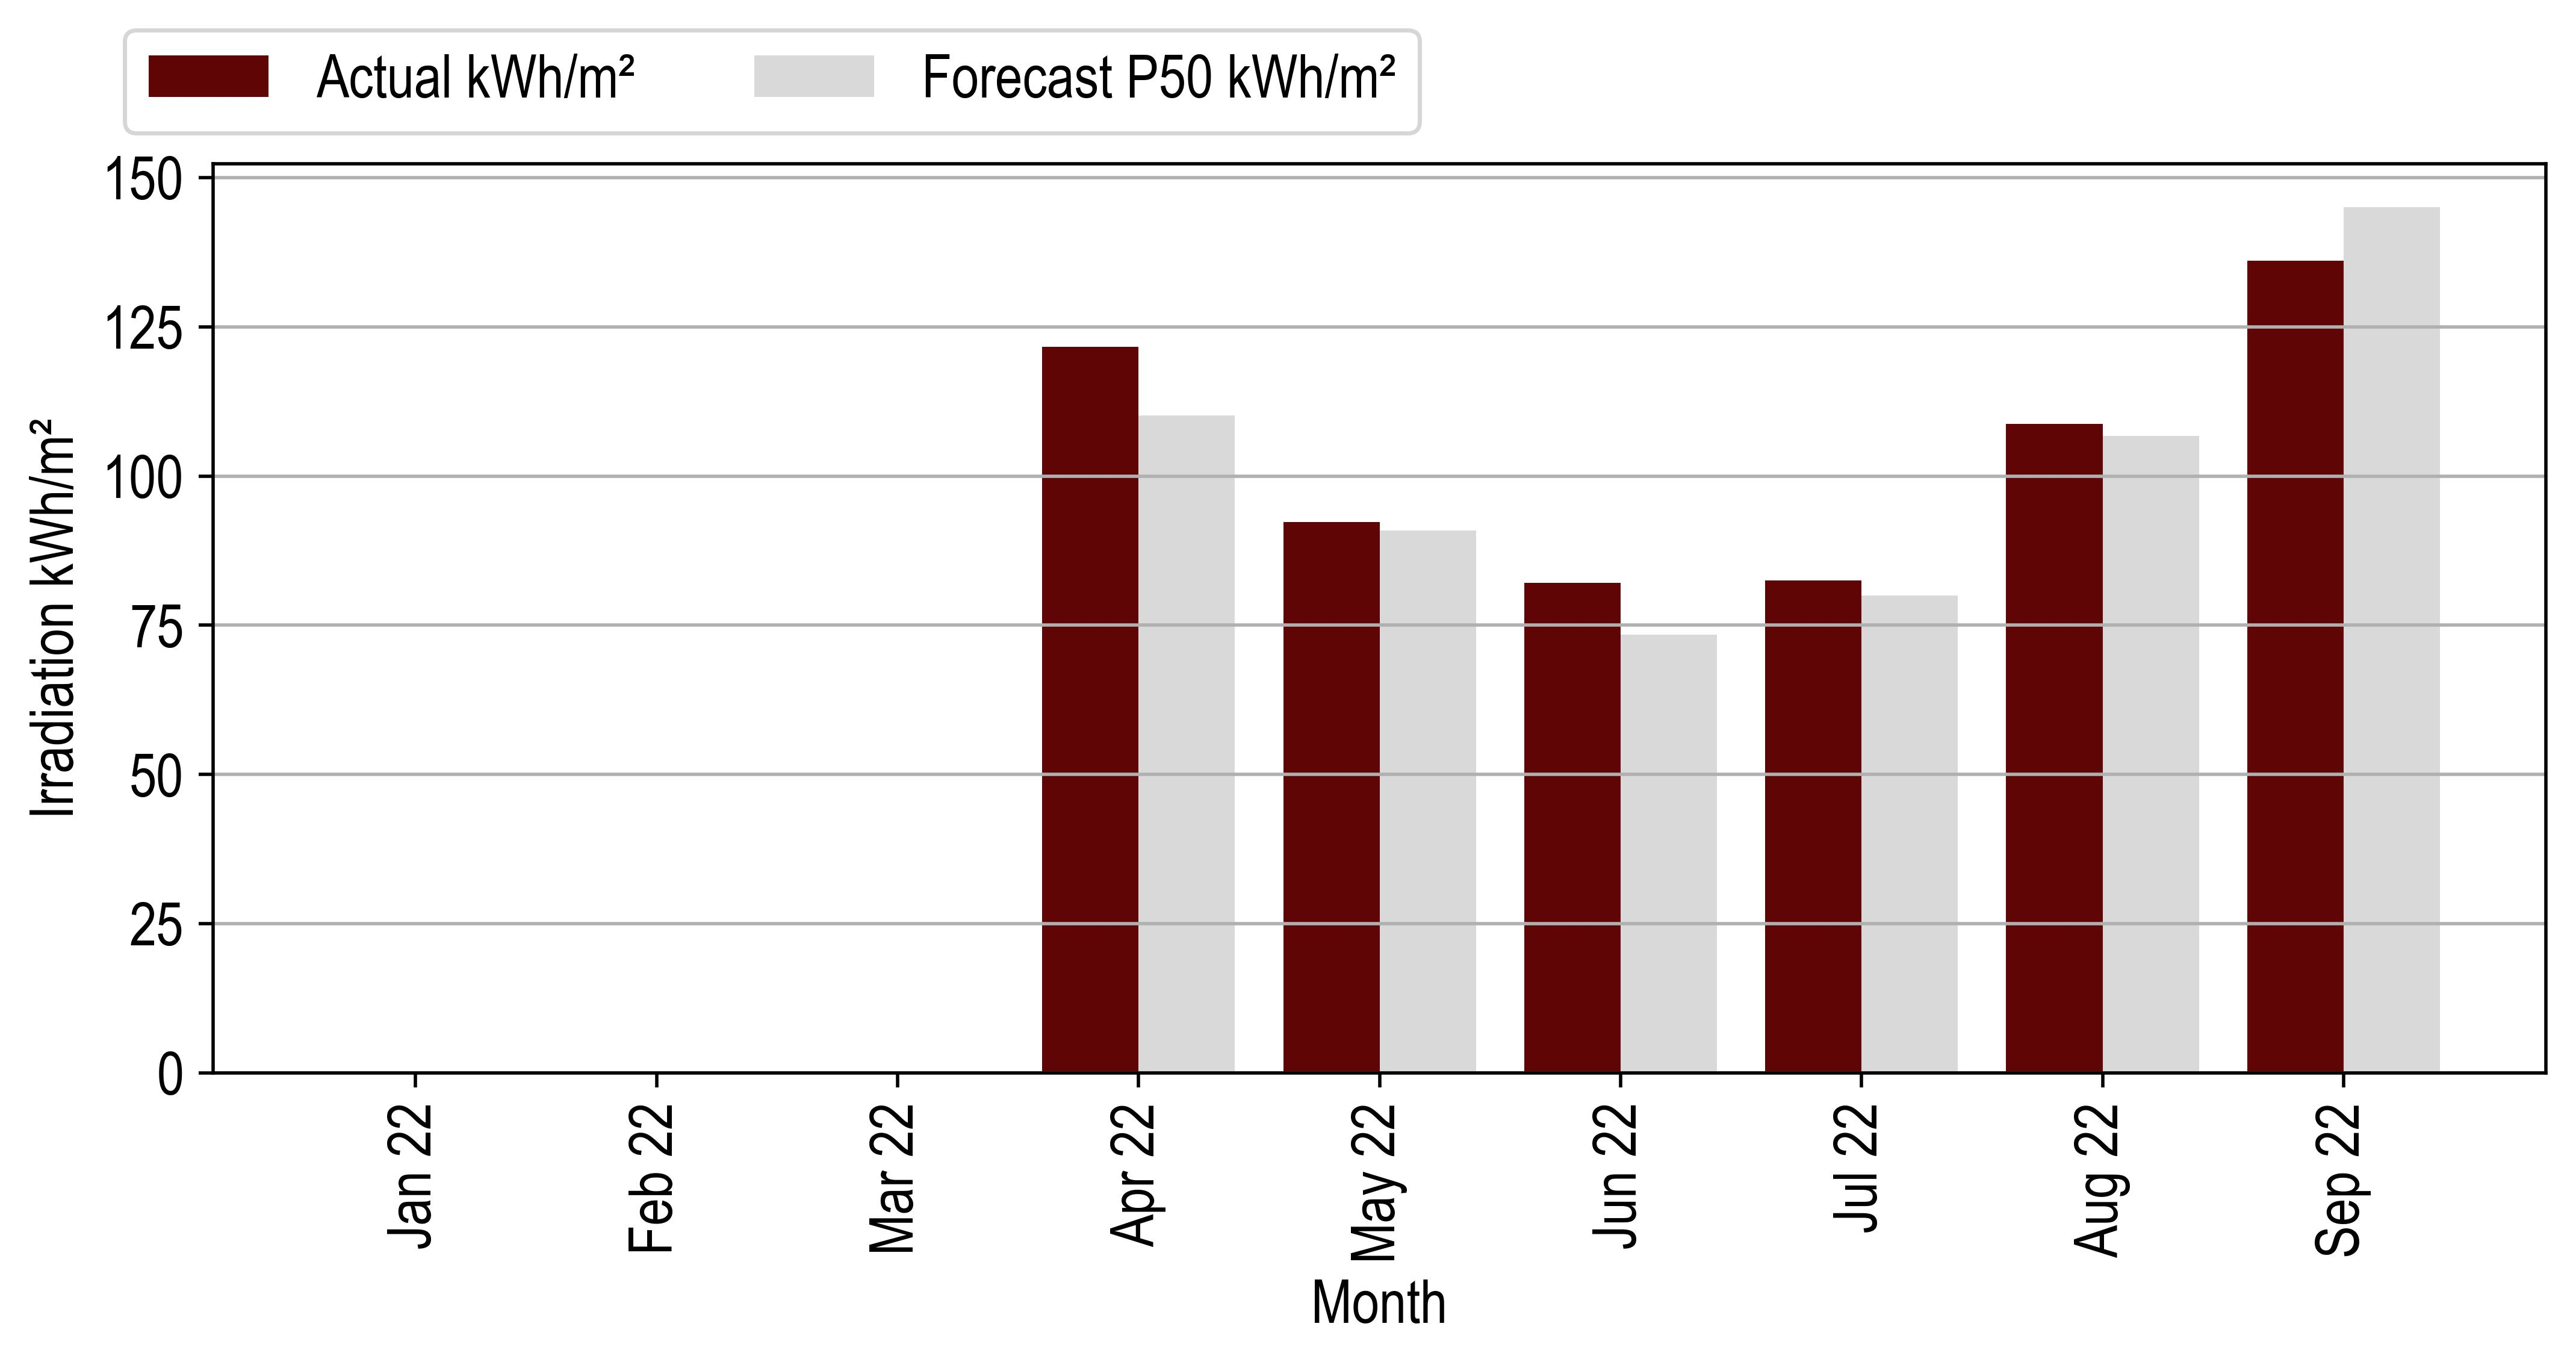 Actual kWh/m² Forecast P50 kWh/m²
150
125
100
75
50
25
0
Irradiation kWh/m²
Jan 22
Feb 22
Mar 22
Apr 22
May 22
Jun 22
Jul 22
Aug 22
Sep 22
Month